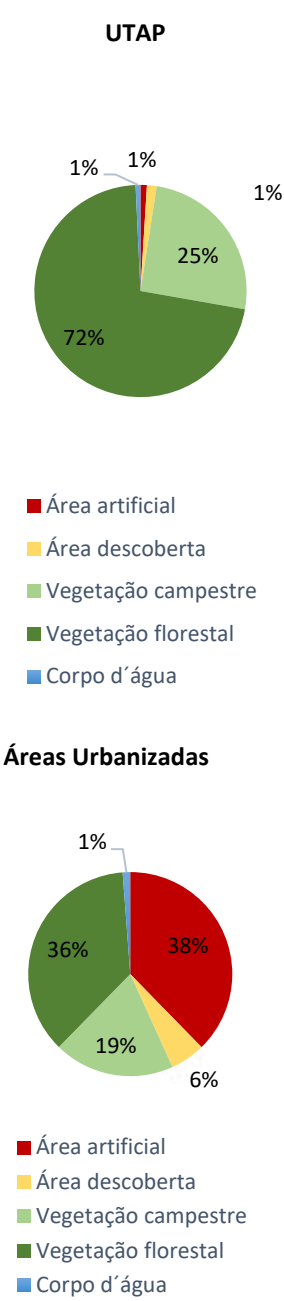 UTAP
1% 1%
1%
25%
72%
Área artificial
Área descoberta
Vegetação campestre
Vegetação florestal
Corpo d´água
Áreas Urbanizadas
1%
36% 38%
19%
6%
Área artificial
Área descoberta
Vegetação campestre
Vegetação florestal
Corpo d´água